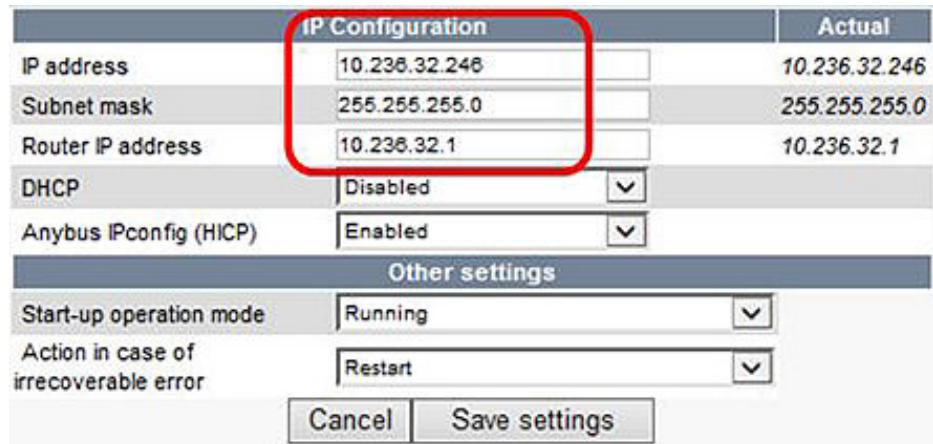 IP Configuration Actual
IP address 10.236.32.246 10.236.32.246
Subnet mask 255.255.255.0 255.255.255.0
Router IP address 10.236.32.1 10.236.32.1
DHCP Disabled
Anybus IPconfig (HICP) Enabled
Other settings
Start-up operation mode Running
Action in case of
irrecoverable error Restart
Cancel Save settings